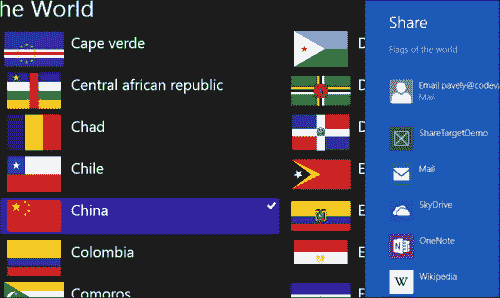 he World
Cape verde
Central african republic
Chad
Chile
China
Colombia
Comoros
D
D
D
E
E
E
Share
Flags of the world
Email pavely@codev
Mail
ShareTargetDemo
Mail
SkyDrive
OneNote
Wikipedia